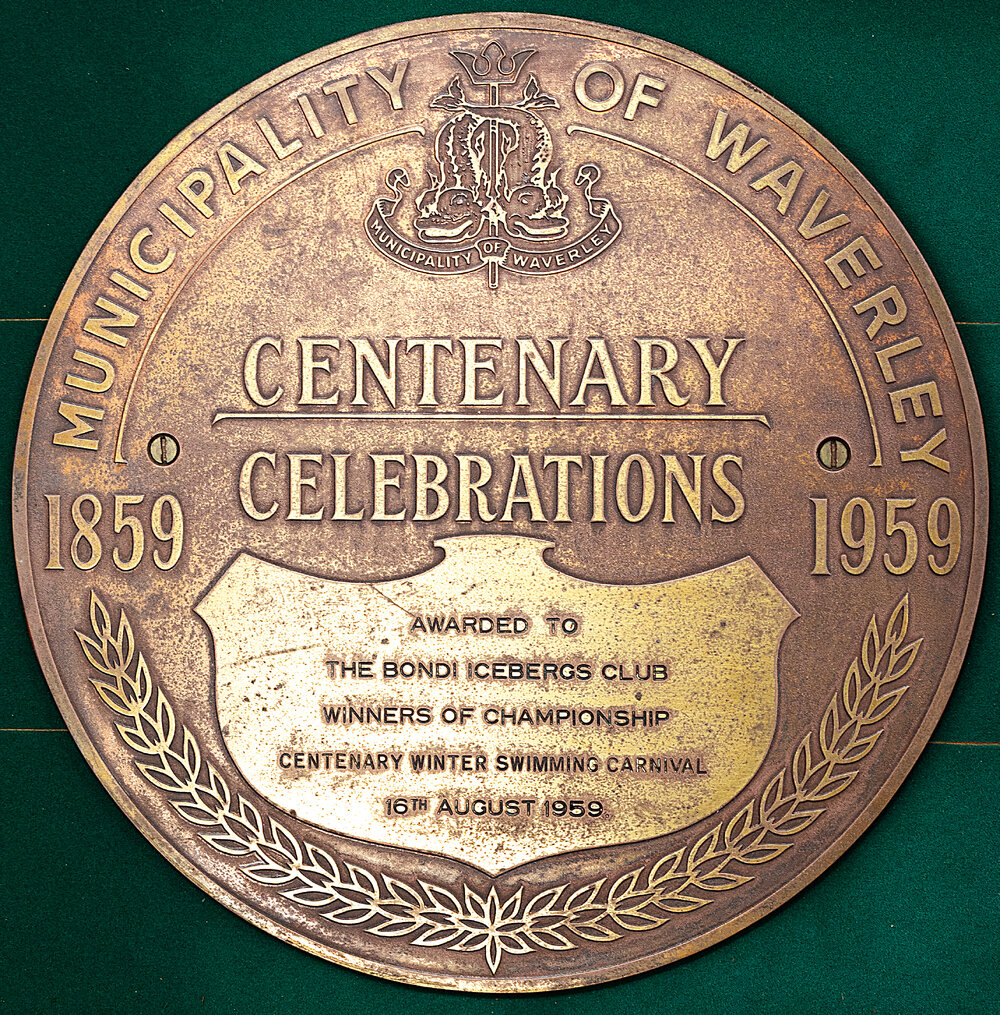 MUNICIPALITY OF WAVERLEY
MUNICIPALITY OF WAVERLEY
CENTENARY
CELEBRATIONS
1859 1959
AWARDED TO
THE BONDI ICEBERGS CLUB
WINNERS OF CHAMPIONSHIP
CENTENARY WINTER SWIMMING CARNIVAL
16TH AUGUST 1959